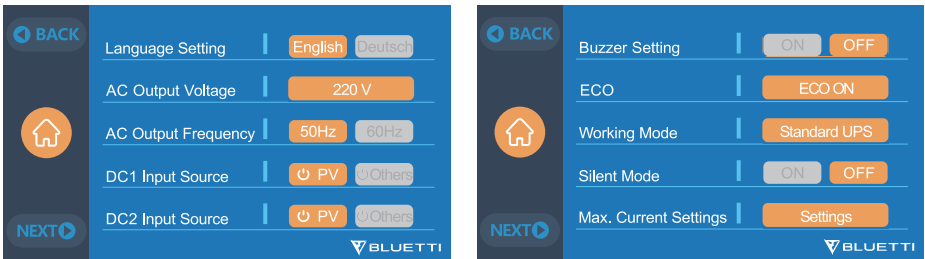 BACK
Language Setting English Deutsch
AC Output Voltage 220 V
AC Output Frequency 50Hz 60Hz
DC1 Input Source PV Others
DC2 Input Source PV Others
NEXT
BLUETTI
BACK
Buzzer Setting ON OFF
ECO ECO ON
Working Mode Standard UPS
Silent Mode ON OFF
Max. Current Settings Settings
NEXT
BLUETTI